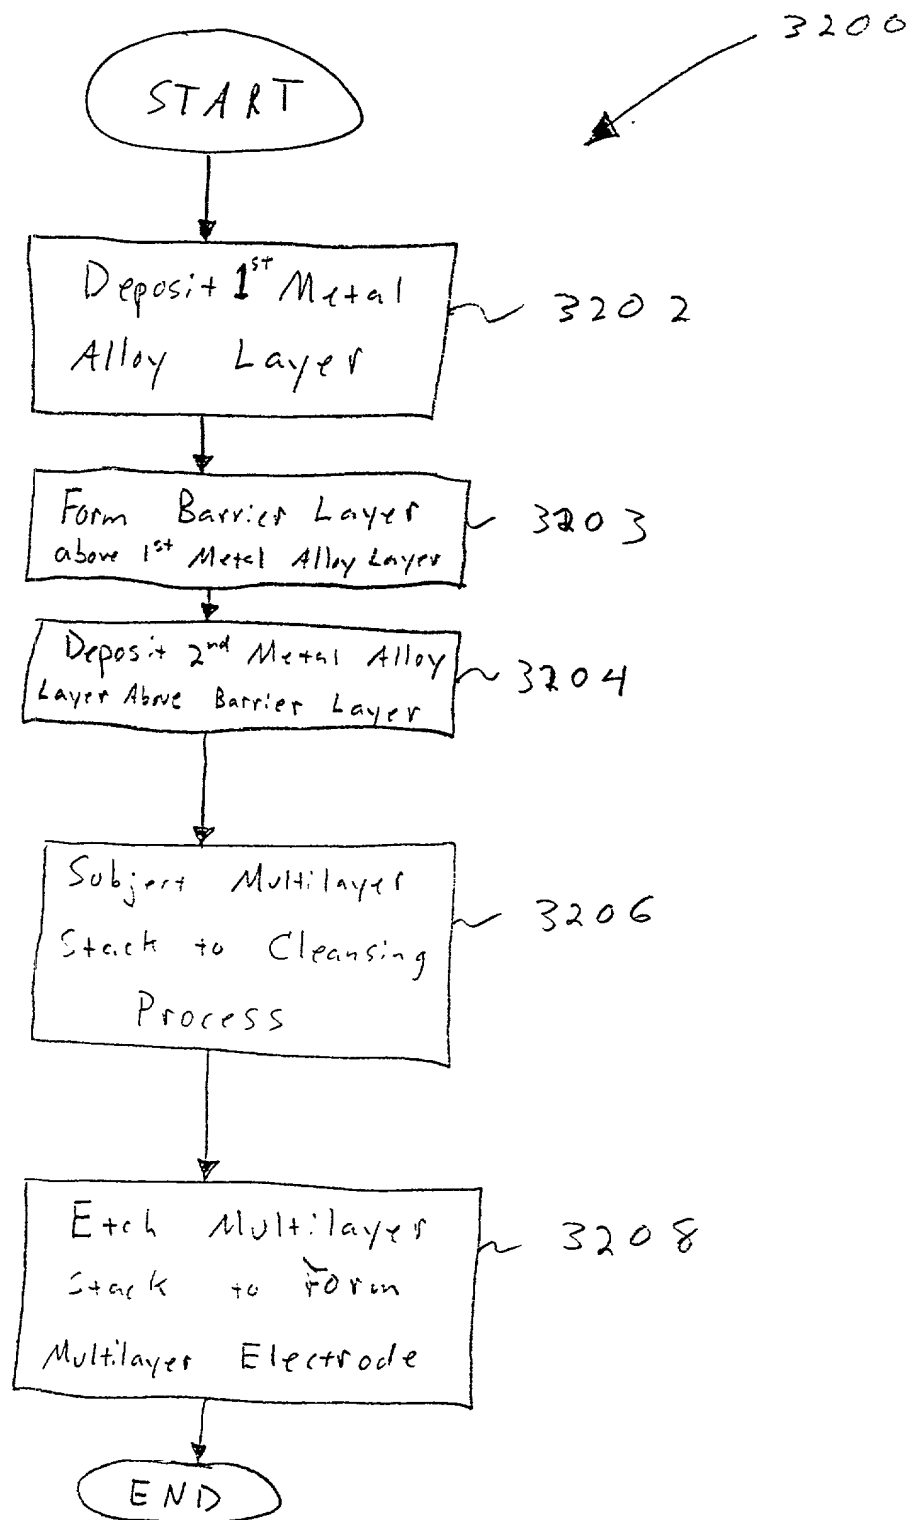 3200
START
Deposit 1st Metal
Alloy Layer
3202
Form Barrier Layer
above 1st Metal Alloy Layer
3203
Deposit 2nd Metal Alloy
Layer Above Barrier Layer
3204
Subject Multilayer
Stack to Cleansing
Process
3206
Etch Multilayer
Stack to Form
Multilayer Electrode
3208
END